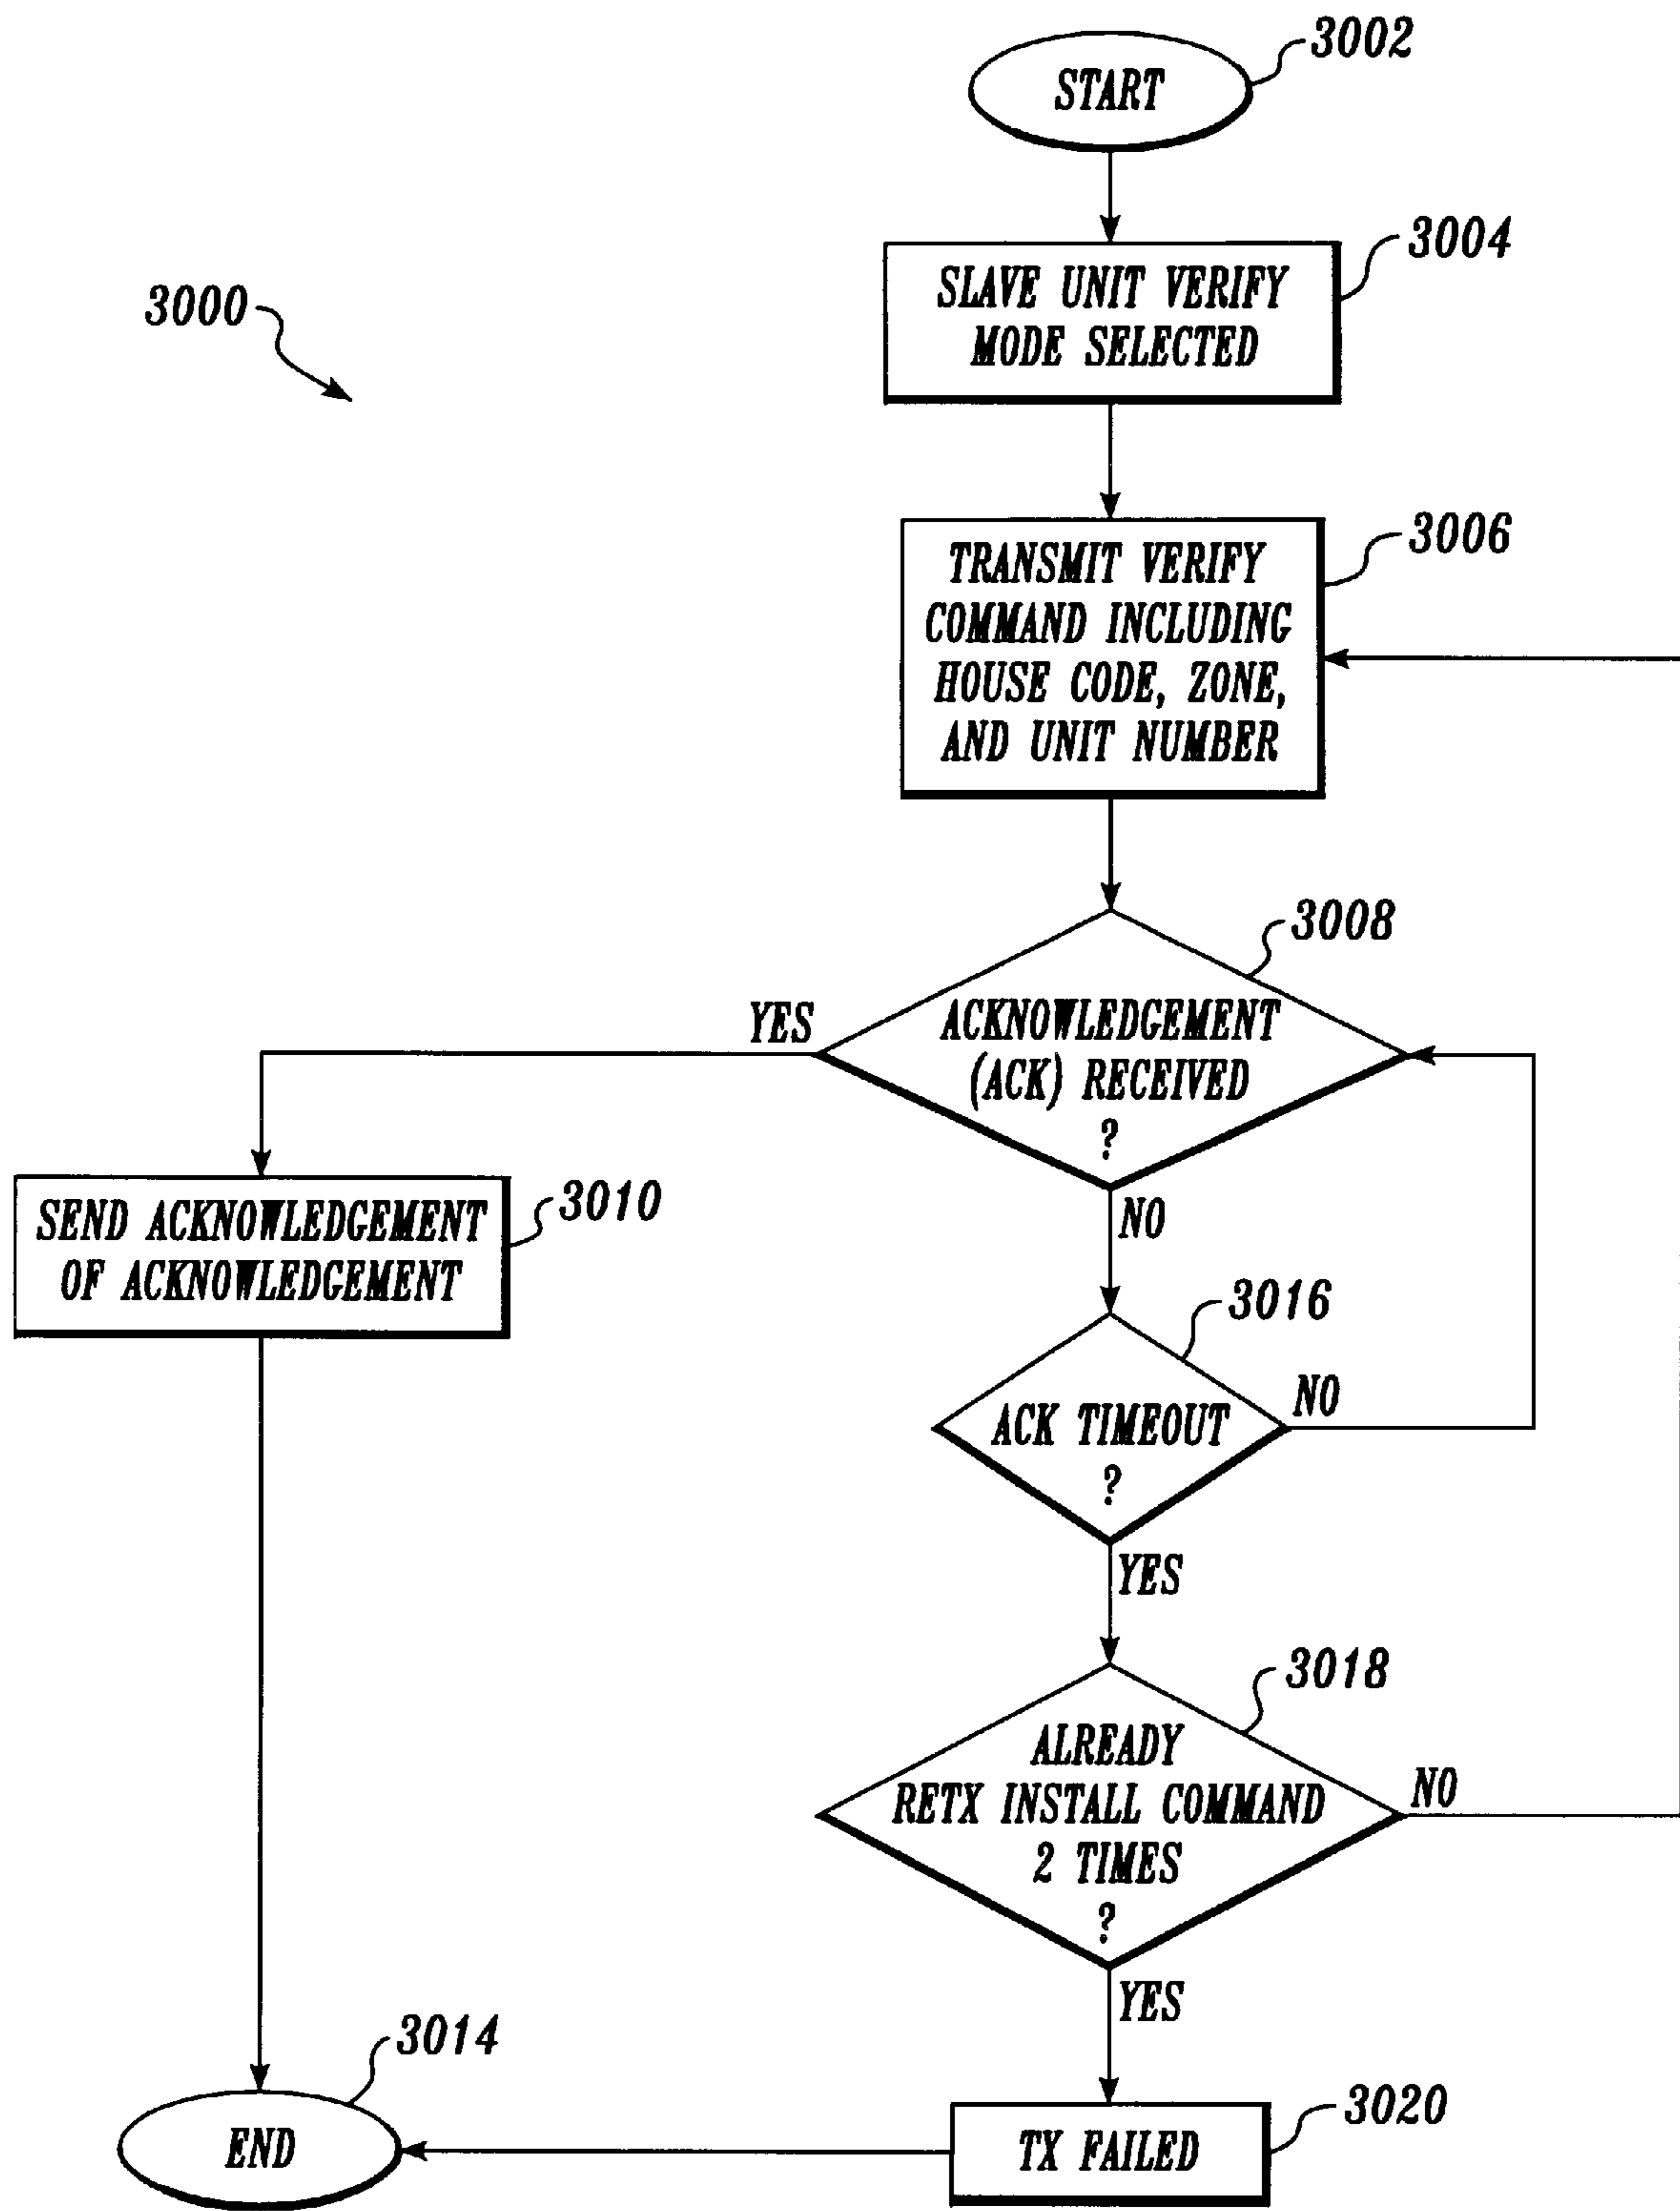 3002
START
3004
SLAVE UNIT VERIFY
MODE SELECTED
3000
3006
TRANSMIT VERIFY
COMMAND INCLUDING
HOUSE CODE, ZONE,
AND UNIT NUMBER
3008
YES
ACKNOWLEDGEMENT
(ACK) RECEIVED
?
NO
3010
SEND ACKNOWLEDGEMENT
OF ACKNOWLEDGEMENT
3016
ACK TIMEOUT
?
NO
YES
3018
ALREADY
RETX INSTALL COMMAND
2 TIMES
?
NO
YES
3014
END
3020
TX FAILED